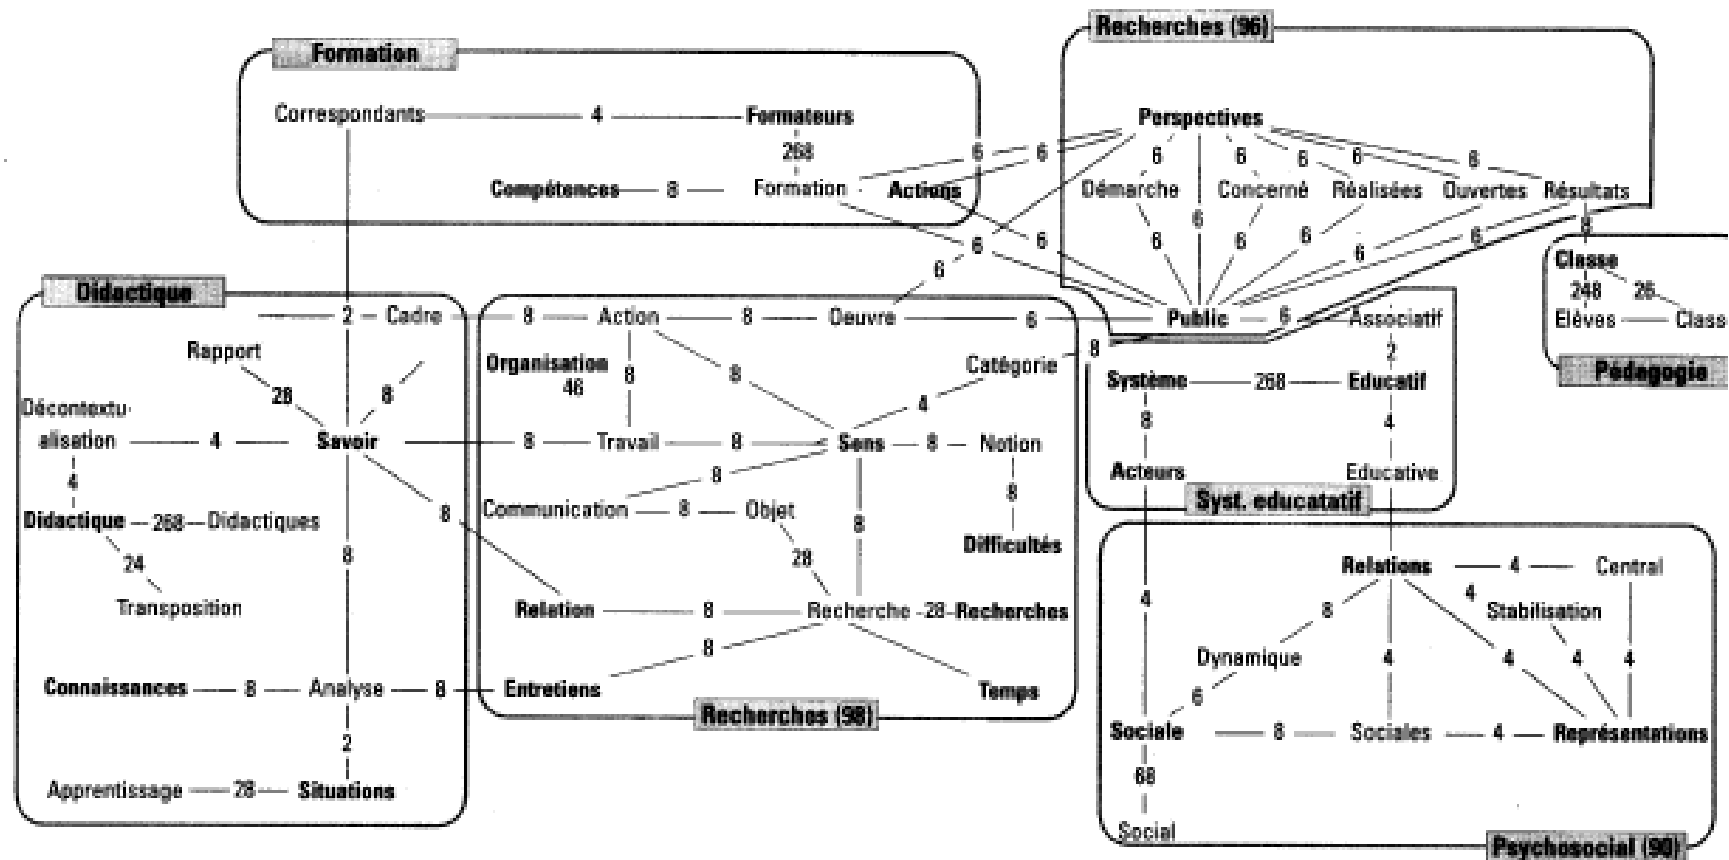 Recherches (96)
Formation
Correspondants 4 Formateurs
Perspectives
268
6 6 6 6 6 6 6
Compétences 8 Formation Actions
Démarche Concerné Réalisées Ouvertes Résultats
6 8
6 6 6 6 6 6 6
Classe
6
248 26
Elèves Class
Pédagogie
Didactique
2 Cadre 8 Action 8 Oeuvre 6 Public 6 Associatif
Rapport
28 8
Organisation
46 8 8
Catégorie 8
2
Système 268 Educatif
4
8 4
Décontextu-
alisation 4 Savoir 8 Travail 8 Sens 8 Notion
Acteurs Educative
4
8
8
Syst. educatatif
Didactique 268 Didactiques
8
Communication 8 Objet
8
24
8
28
Difficultés
Transposition
Relation 8 Recherche 28 Recherches
8
4
Relations 4 Central
4
Stabilisation
8
Dynamique 4 4 4 4
6
Connaissances 8 Analyse 8 Entretiens Temps
Recherches (98)
2
Sociale 8 Sociales 4 Représentations
68
Apprentissage 28 Situations
Social
Psychosocial (90)